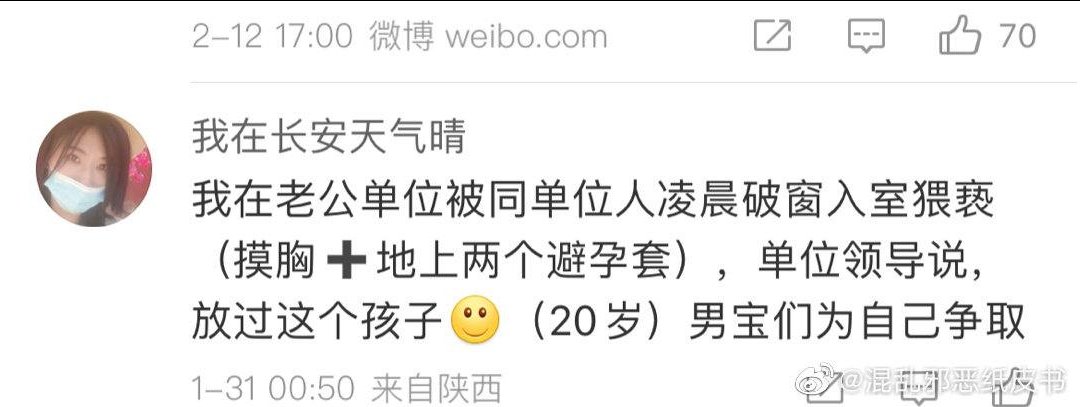 2-12 17:00 微博 weibo.com
70
我在长安天气晴
我在老公单位被同单位人凌晨破窗入室猥亵
（摸胸➕地上两个避孕套），单位领导说，
放过这个孩子🙂（20岁）男宝们为自己争取
1-31 00:50 来自陕西
@混乱邪恶纸皮书